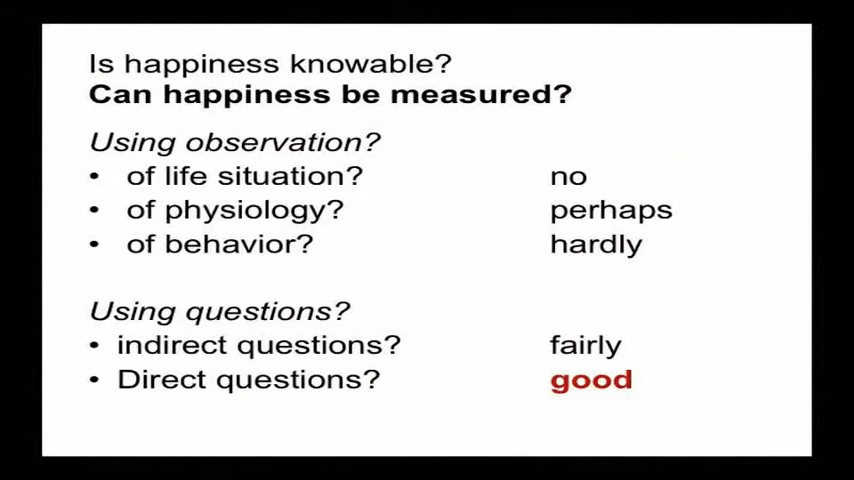 Is happiness knowable?
Can happiness be measured?
Using observation?
• of life situation? no
• of physiology? perhaps
• of behavior? hardly
Using questions?
• indirect questions? fairly
• Direct questions? good